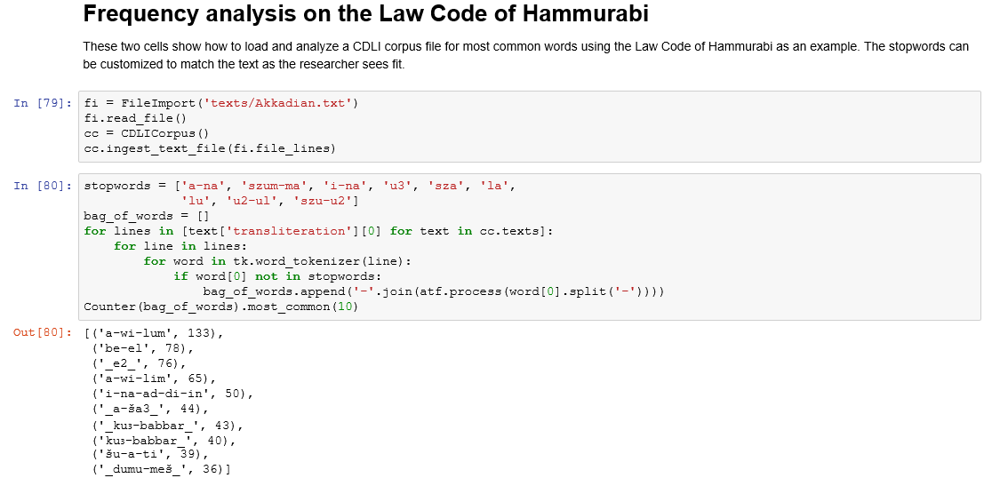 Frequency analysis on the Law Code of Hammurabi
These two cells show how to load and analyze a CDLI corpus file for most common words using the Law Code of Hammurabi as an example. The stopwords can
be customized to match the text as the researcher sees fit.
In [79]: fi = FileImport('texts/Akkadian.txt')
fi.read_file()
cc = CDLICorpus()
cc.ingest_text_file(fi.file_lines)
In [80]: stopwords = ['a-na', 'szum-ma', 'i-na', 'u3', 'sza', 'la',
             'lu', 'u2-ul', 'szu-u2']
bag_of_words = []
for lines in [text['transliteration'][0] for text in cc.texts]:
    for line in lines:
        for word in tk.word_tokenizer(line):
            if word[0] not in stopwords:
                bag_of_words.append('-'.join(atf.process(word[0].split('-'))))
Counter(bag_of_words).most_common(10)
Out[80]: [('a-wi-lum', 133),
 ('be-el', 78),
 ('_e2_', 76),
 ('a-wi-lim', 65),
 ('i-na-ad-di-in', 50),
 ('_a-ša3_', 44),
 ('_ku₃-babbar_', 43),
 ('ku₃-babbar_', 40),
 ('šu-a-ti', 39),
 ('_dumu-meš_', 36)]